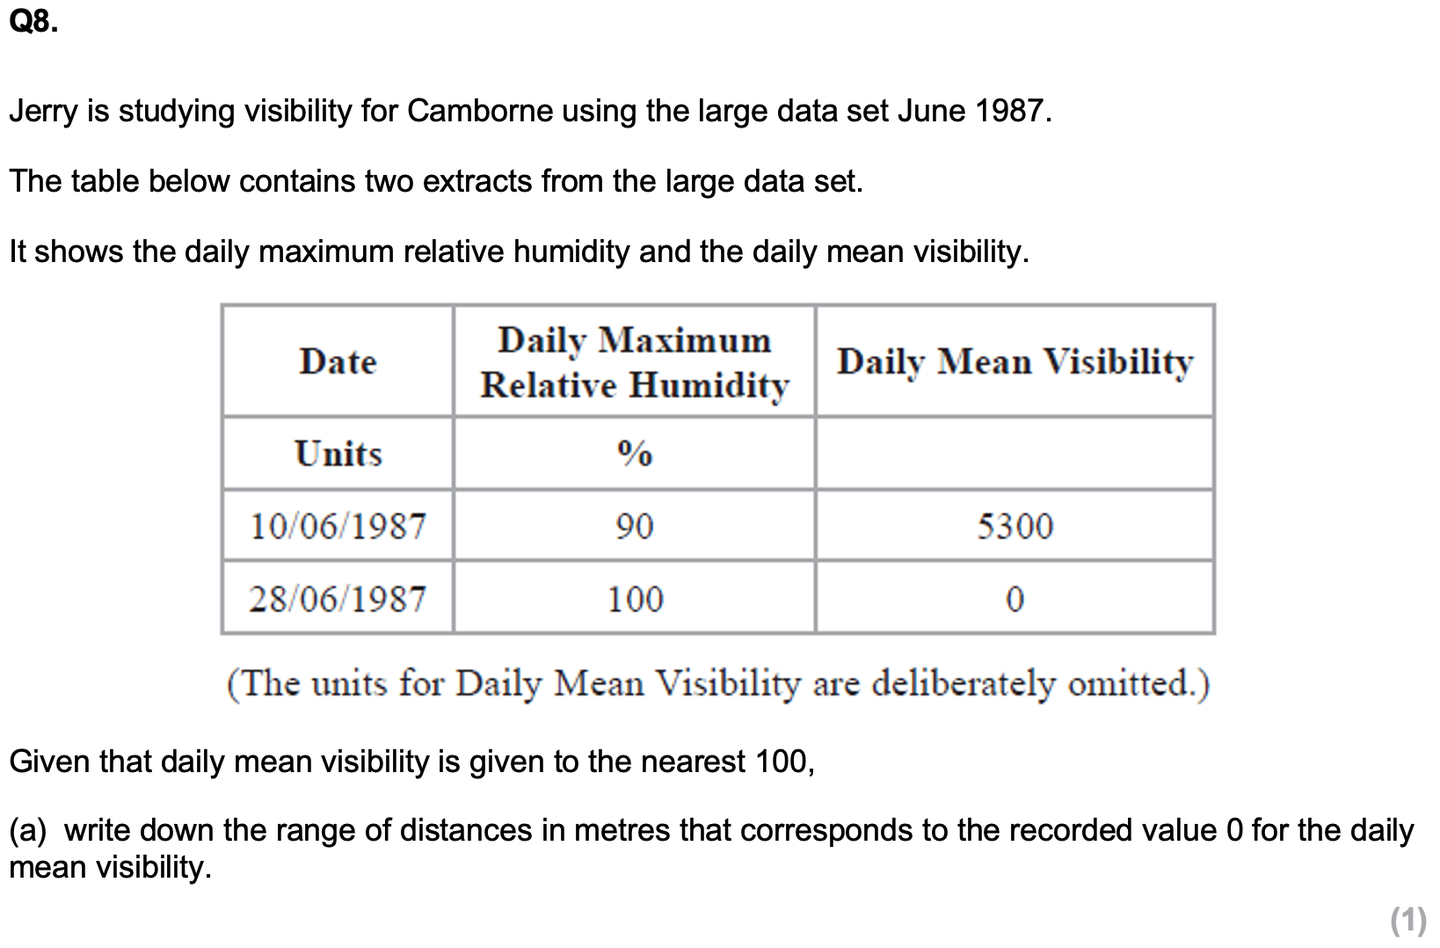 Q8.
Jerry is studying visibility for Camborne using the large data set June 1987.
The table below contains two extracts from the large data set.
It shows the daily maximum relative humidity and the daily mean visibility.
Date
Daily Maximum
Relative Humidity
Daily Mean Visibility
Units
%
10/06/1987
90
5300
28/06/1987
100
0
(The units for Daily Mean Visibility are deliberately omitted.)
Given that daily mean visibility is given to the nearest 100,
(a) write down the range of distances in metres that corresponds to the recorded value 0 for the daily
mean visibility.
(1)